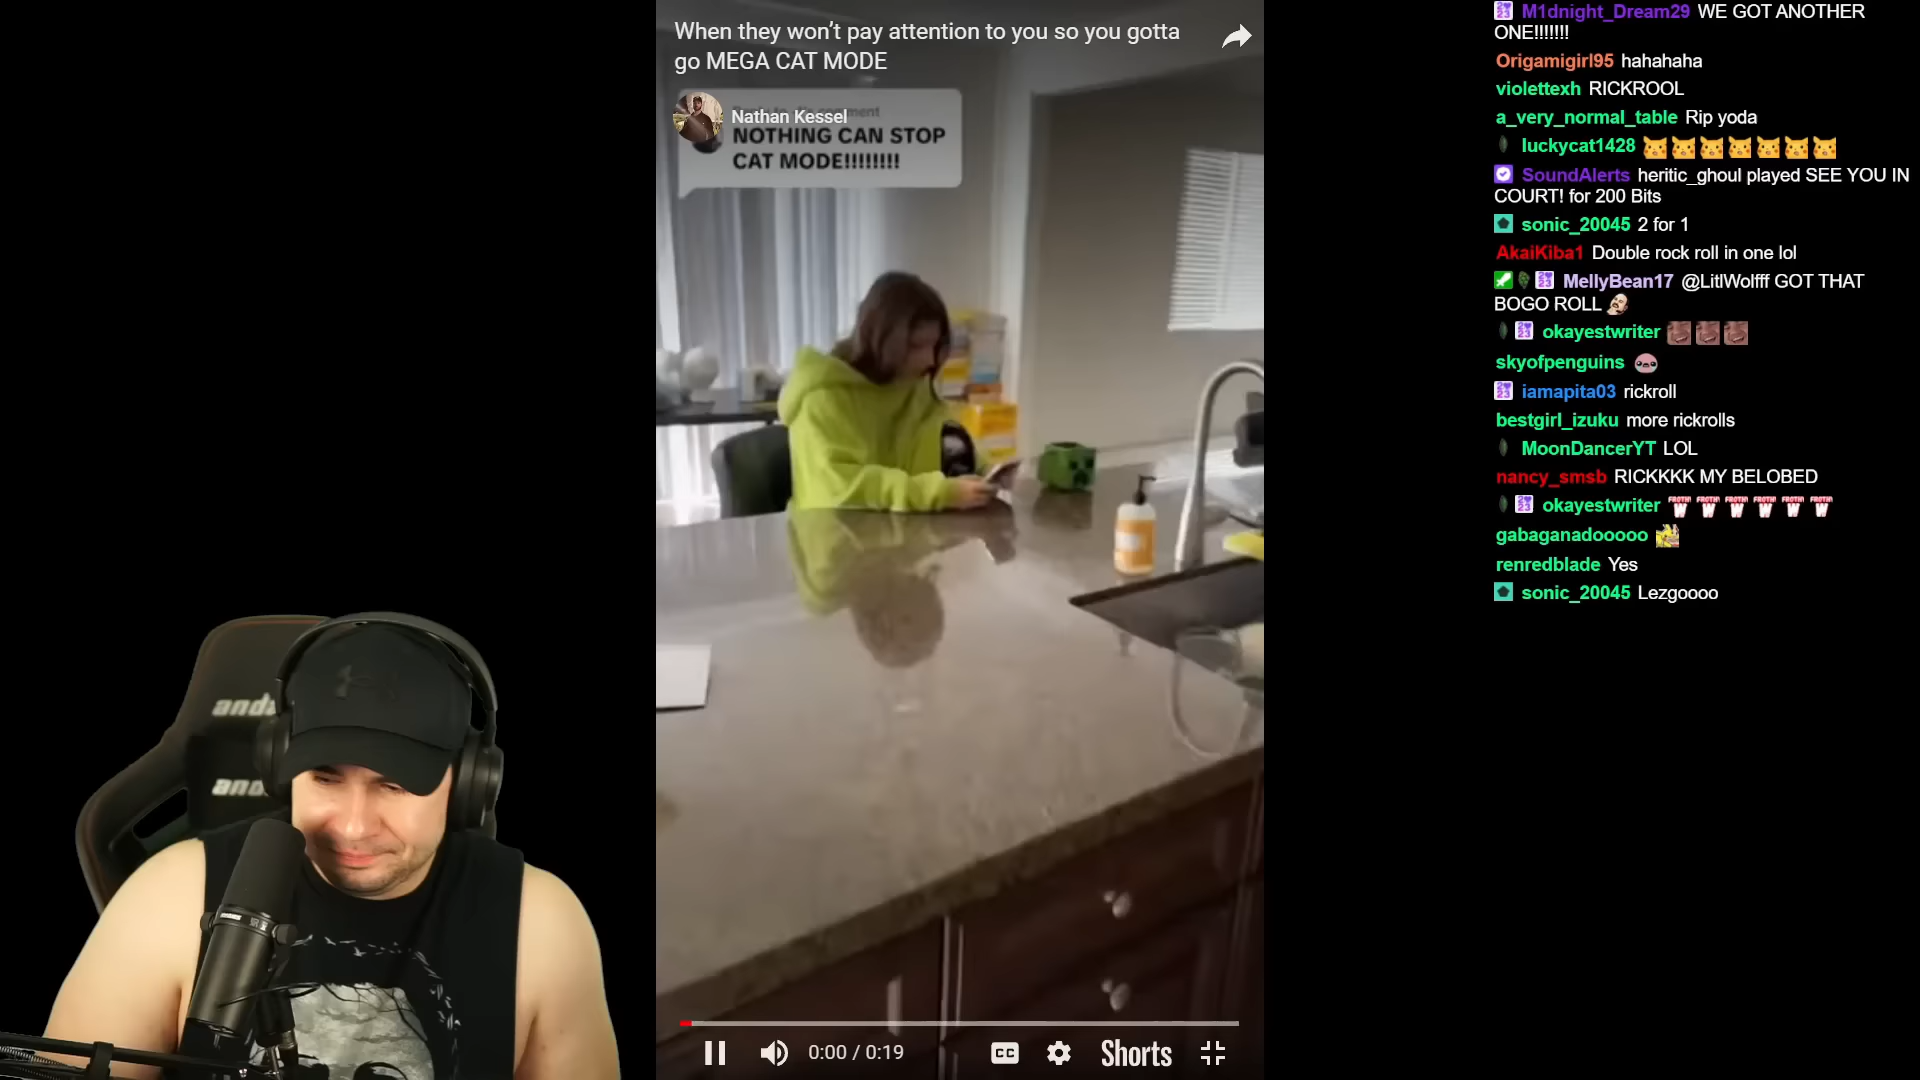 When they won't pay attention to you so you gotta
go MEGA CAT MODE
Nathan Kessel
NOTHING CAN STOP
CAT MODE!!!!!!!!
0:00 / 0:19
CC
Shorts
M1dnight_Dream29 WE GOT ANOTHER
ONE!!!!!!!
Origamigirl95 hahahaha
violettexh RICKROOL
a_very_normal_table Rip yoda
luckycat1428
SoundAlerts heritic_ghoul played SEE YOU IN
COURT! for 200 Bits
sonic_20045 2 for 1
AkaiKiba1 Double rock roll in one lol
MellyBean17 @LitlWolfff GOT THAT
BOGO ROLL
okayestwriter
skyofpenguins
iamapita03 rickroll
bestgirl_izuku more rickrolls
MoonDancerYT LOL
nancy_smsb RICKKKK MY BELOBED
okayestwriter
gabaganadooooo
renredblade Yes
sonic_20045 Lezgoooo